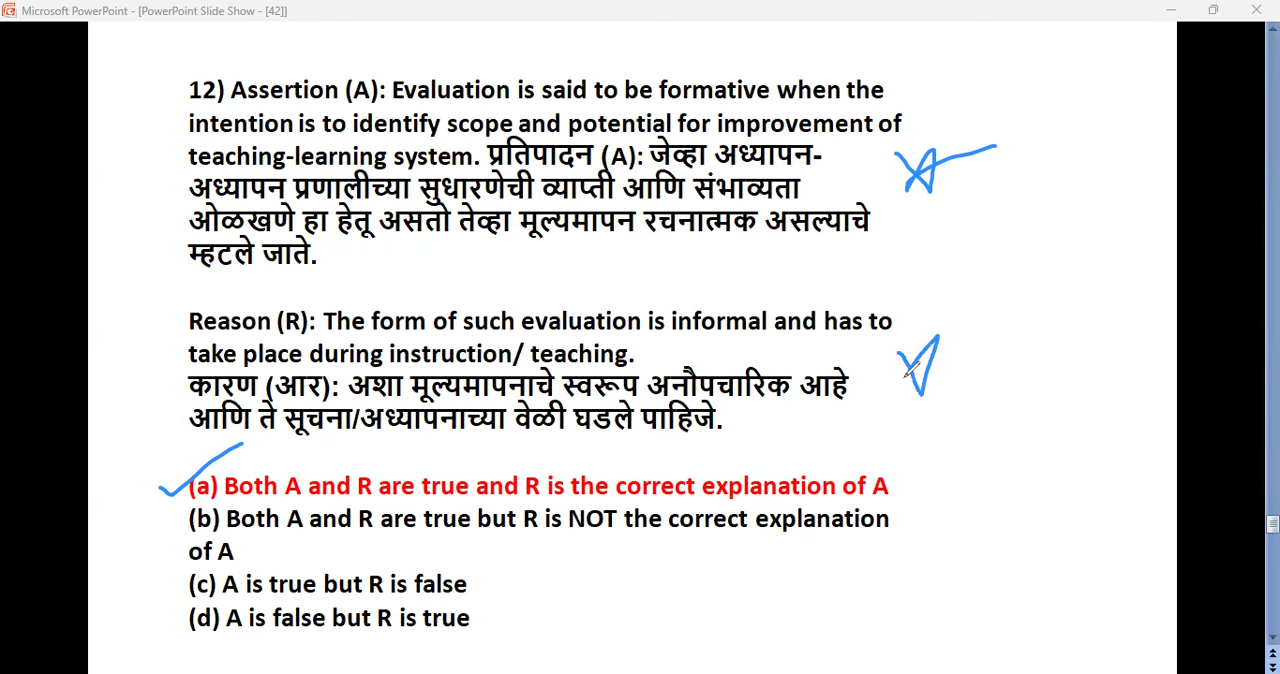 Microsoft PowerPoint - [PowerPoint Slide Show - [42]]
12) Assertion (A): Evaluation is said to be formative when the
intention is to identify scope and potential for improvement of
teaching-learning system. प्रतिपादन (A): जेव्हा अध्यापन-
अध्यापन प्रणालीच्या सुधारणेची व्याप्ती आणि संभाव्यता
ओळखणे हा हेतू असतो तेव्हा मूल्यमापन रचनात्मक असल्याचे
म्हटले जाते.
Reason (R): The form of such evaluation is informal and has to
take place during instruction/ teaching.
कारण (आर): अशा मूल्यमापनाचे स्वरूप अनौपचारिक आहे
आणि ते सूचना/अध्यापनाच्या वेळी घडले पाहिजे.
(a) Both A and R are true and R is the correct explanation of A
(b) Both A and R are true but R is NOT the correct explanation
of A
(c) A is true but R is false
(d) A is false but R is true